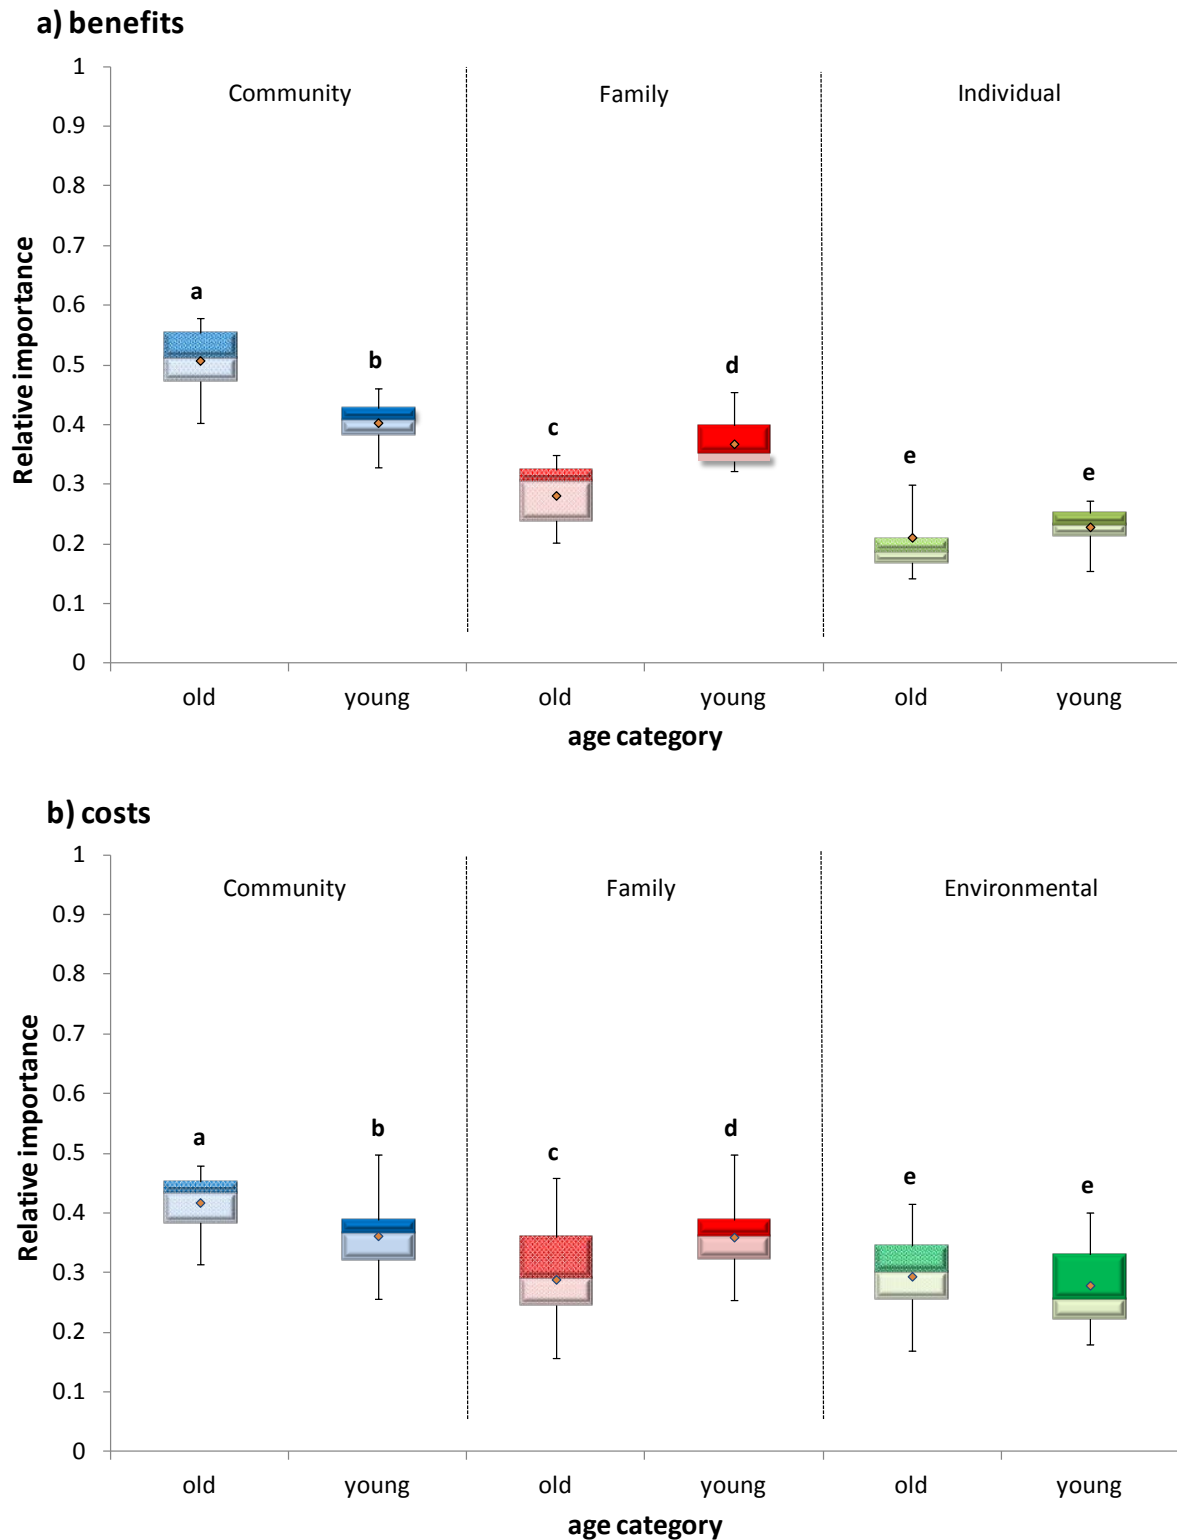 a) benefits
1
Community
Family
Individual
0.9
0.8
0.7
0.6
a
0.5
b
d
0.4
c
e
e
0.3
0.2
0.1
0
Relative importance
old
young
old
young
old
young
age category
b) costs
1
Community
Family
Environmental
0.9
0.8
0.7
0.6
0.5
a
b
c
d
e
e
0.4
0.3
0.2
0.1
0
Relative importance
old
young
old
young
old
young
age category